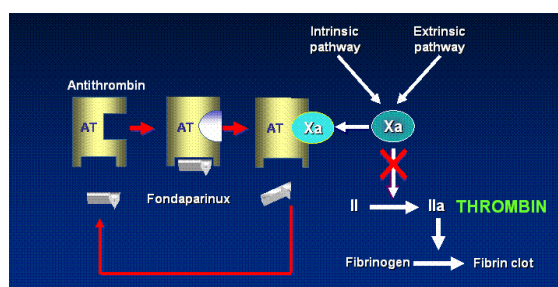 Intrinsic
pathway
Extrinsic
pathway
Antithrombin
AT
AT
AT
Xa
Xa
Fondaparinux
II
IIa
THROMBIN
Fibrinogen
Fibrin clot